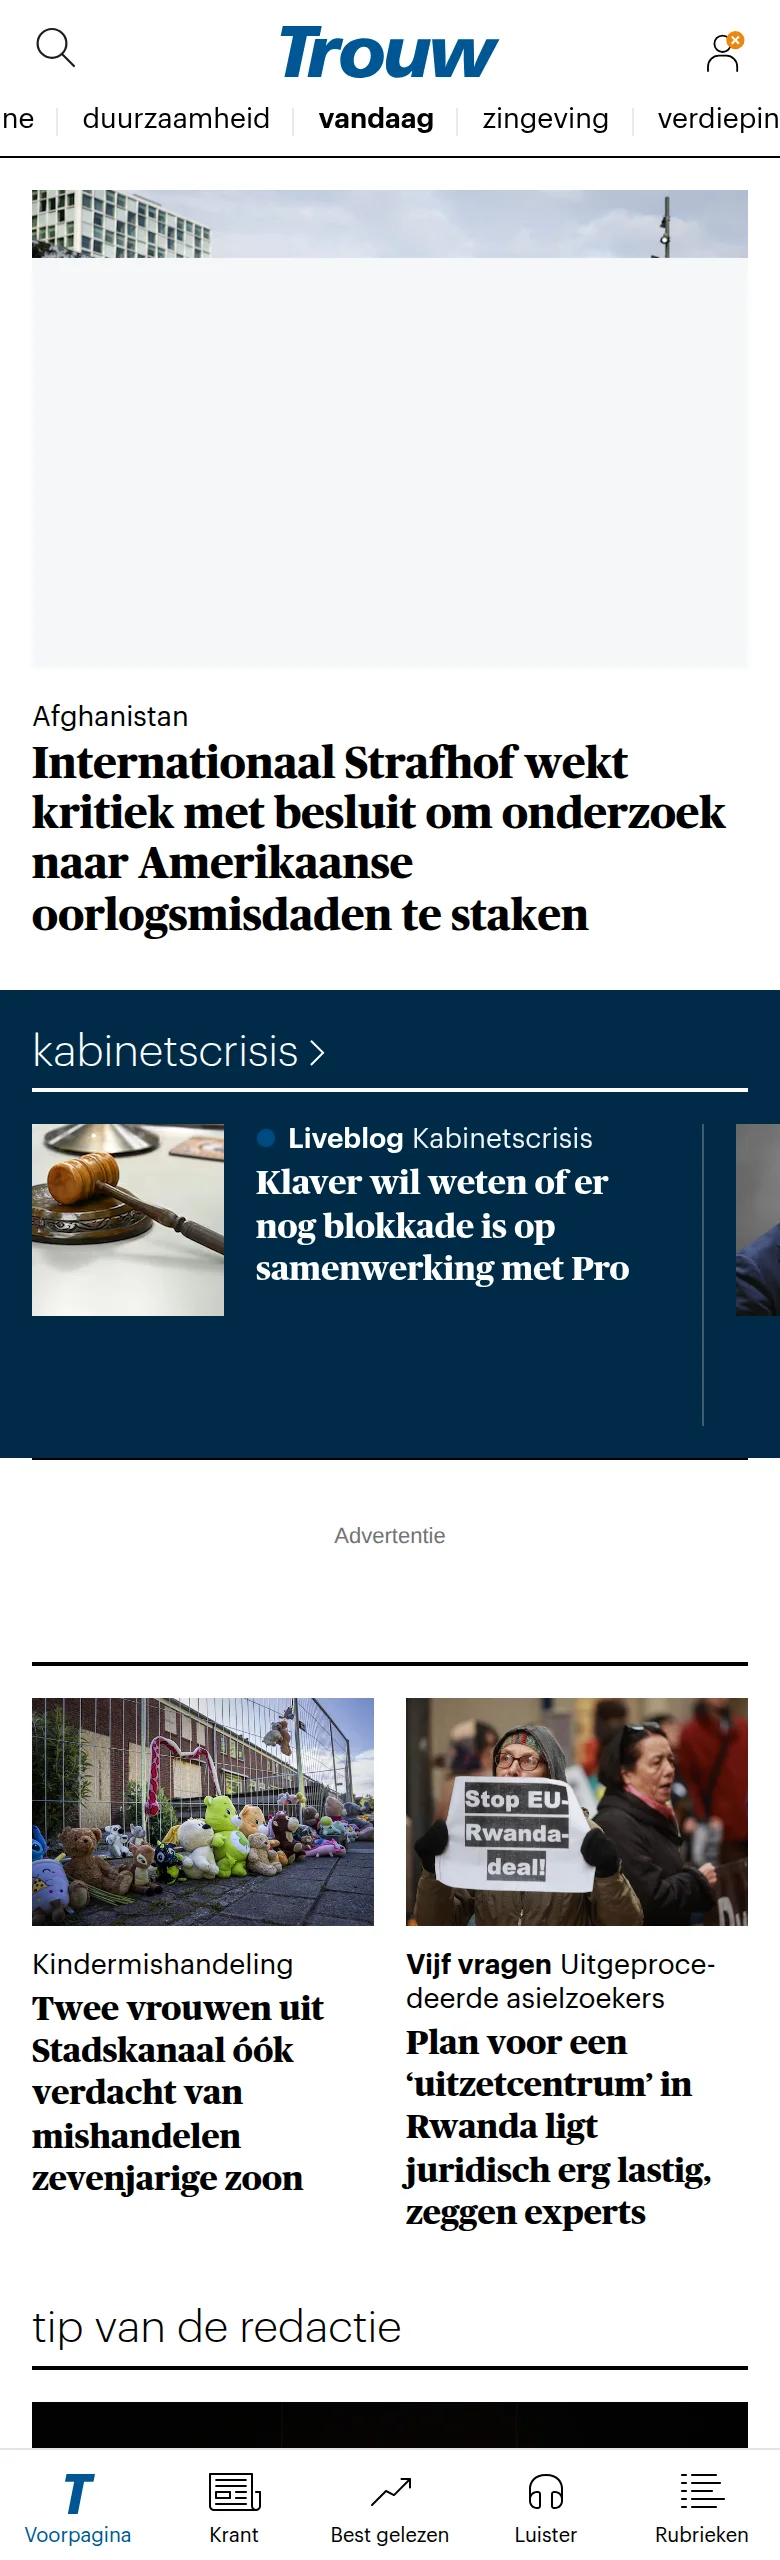 Trouw
ne duurzaamheid vandaag zingeving verdiepin
Afghanistan
Internationaal Strafhof wekt
kritiek met besluit om onderzoek
naar Amerikaanse
oorlogsmisdaden te staken
kabinetscrisis
Liveblog Kabinetscrisis
Klaver wil weten of er
nog blokkade is op
samenwerking met Pro
Advertentie
Stop EU-
Rwanda-
deal!
Du
Kindermishandeling
Twee vrouwen uit
Stadskanaal óók
verdacht van
mishandelen
zevenjarige zoon
Vijf vragen Uitgeproce-
deerde asielzoekers
Plan voor een
‘uitzetcentrum’ in
Rwanda ligt
juridisch erg lastig,
zeggen experts
tip van de redactie
T
Voorpagina Krant Best gelezen Luister Rubrieken